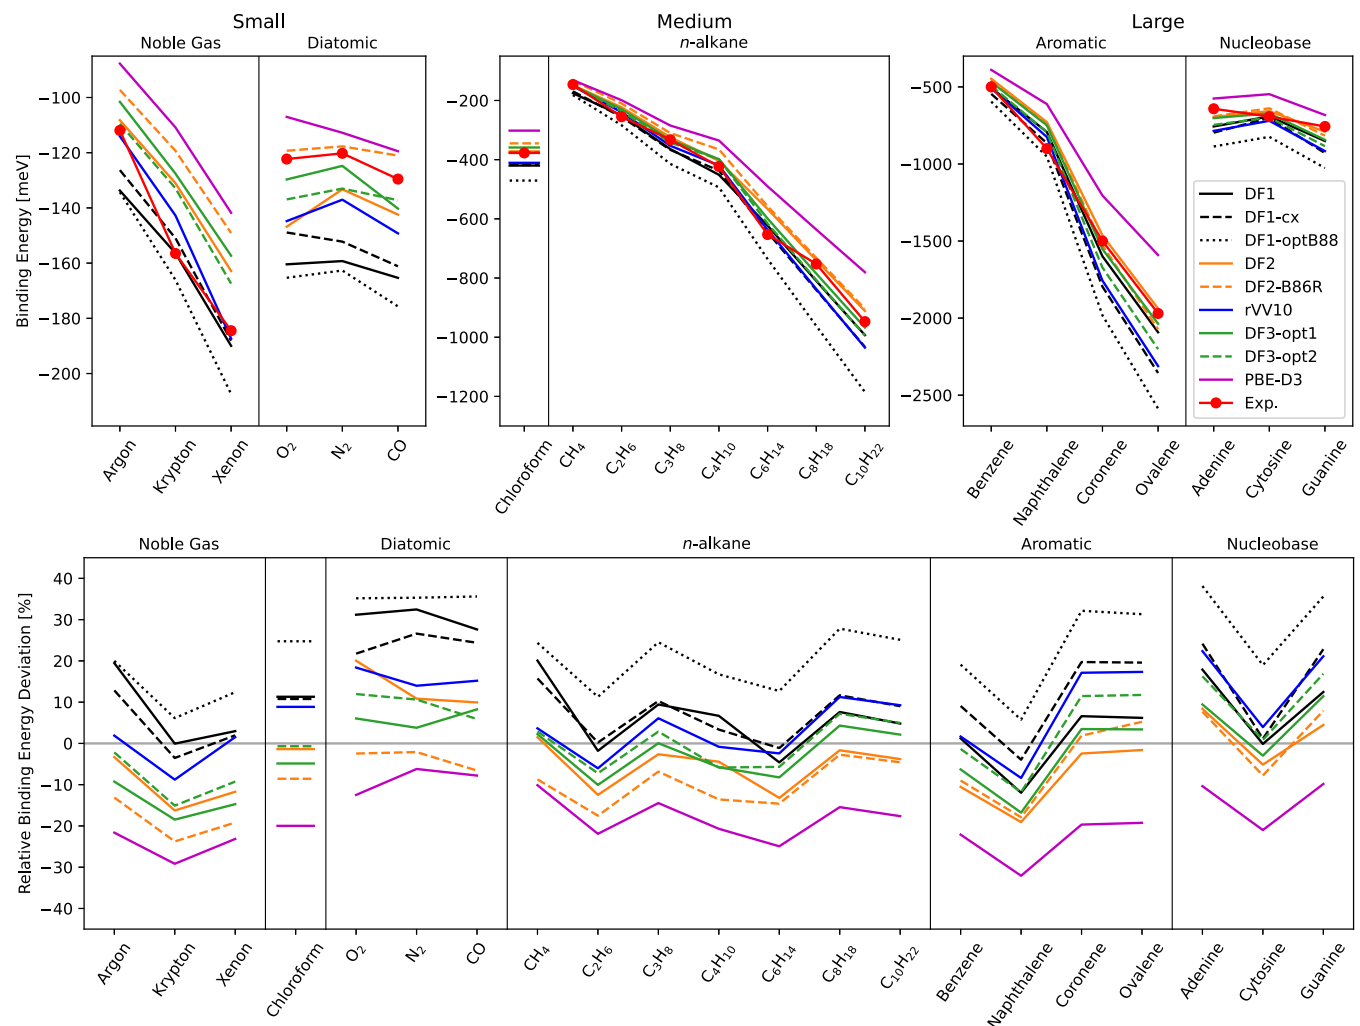 Small
Medium
Large
Noble Gas
Diatomic
n-alkane
Aromatic
Nucleobase
Binding Energy [meV]
−100
−120
−140
−160
−180
−200
−200
−400
−600
−800
−1000
−1200
−500
−1000
−1500
−2000
−2500
DF1
DF1-cx
DF1-optB88
DF2
DF2-B86R
rVV10
DF3-opt1
DF3-opt2
PBE-D3
Exp.
Argon
Krypton
Xenon
O₂
N₂
CO
Chloroform
CH₄
C₂H₆
C₃H₈
C₄H₁₀
C₆H₁₄
C₈H₁₈
C₁₀H₂₂
Benzene
Naphthalene
Coronene
Ovalene
Adenine
Cytosine
Guanine
Noble Gas
Diatomic
n-alkane
Aromatic
Nucleobase
Relative Binding Energy Deviation [%]
40
30
20
10
0
−10
−20
−30
−40
Argon
Krypton
Xenon
Chloroform
O₂
N₂
CO
CH₄
C₂H₆
C₃H₈
C₄H₁₀
C₆H₁₄
C₈H₁₈
C₁₀H₂₂
Benzene
Naphthalene
Coronene
Ovalene
Adenine
Cytosine
Guanine